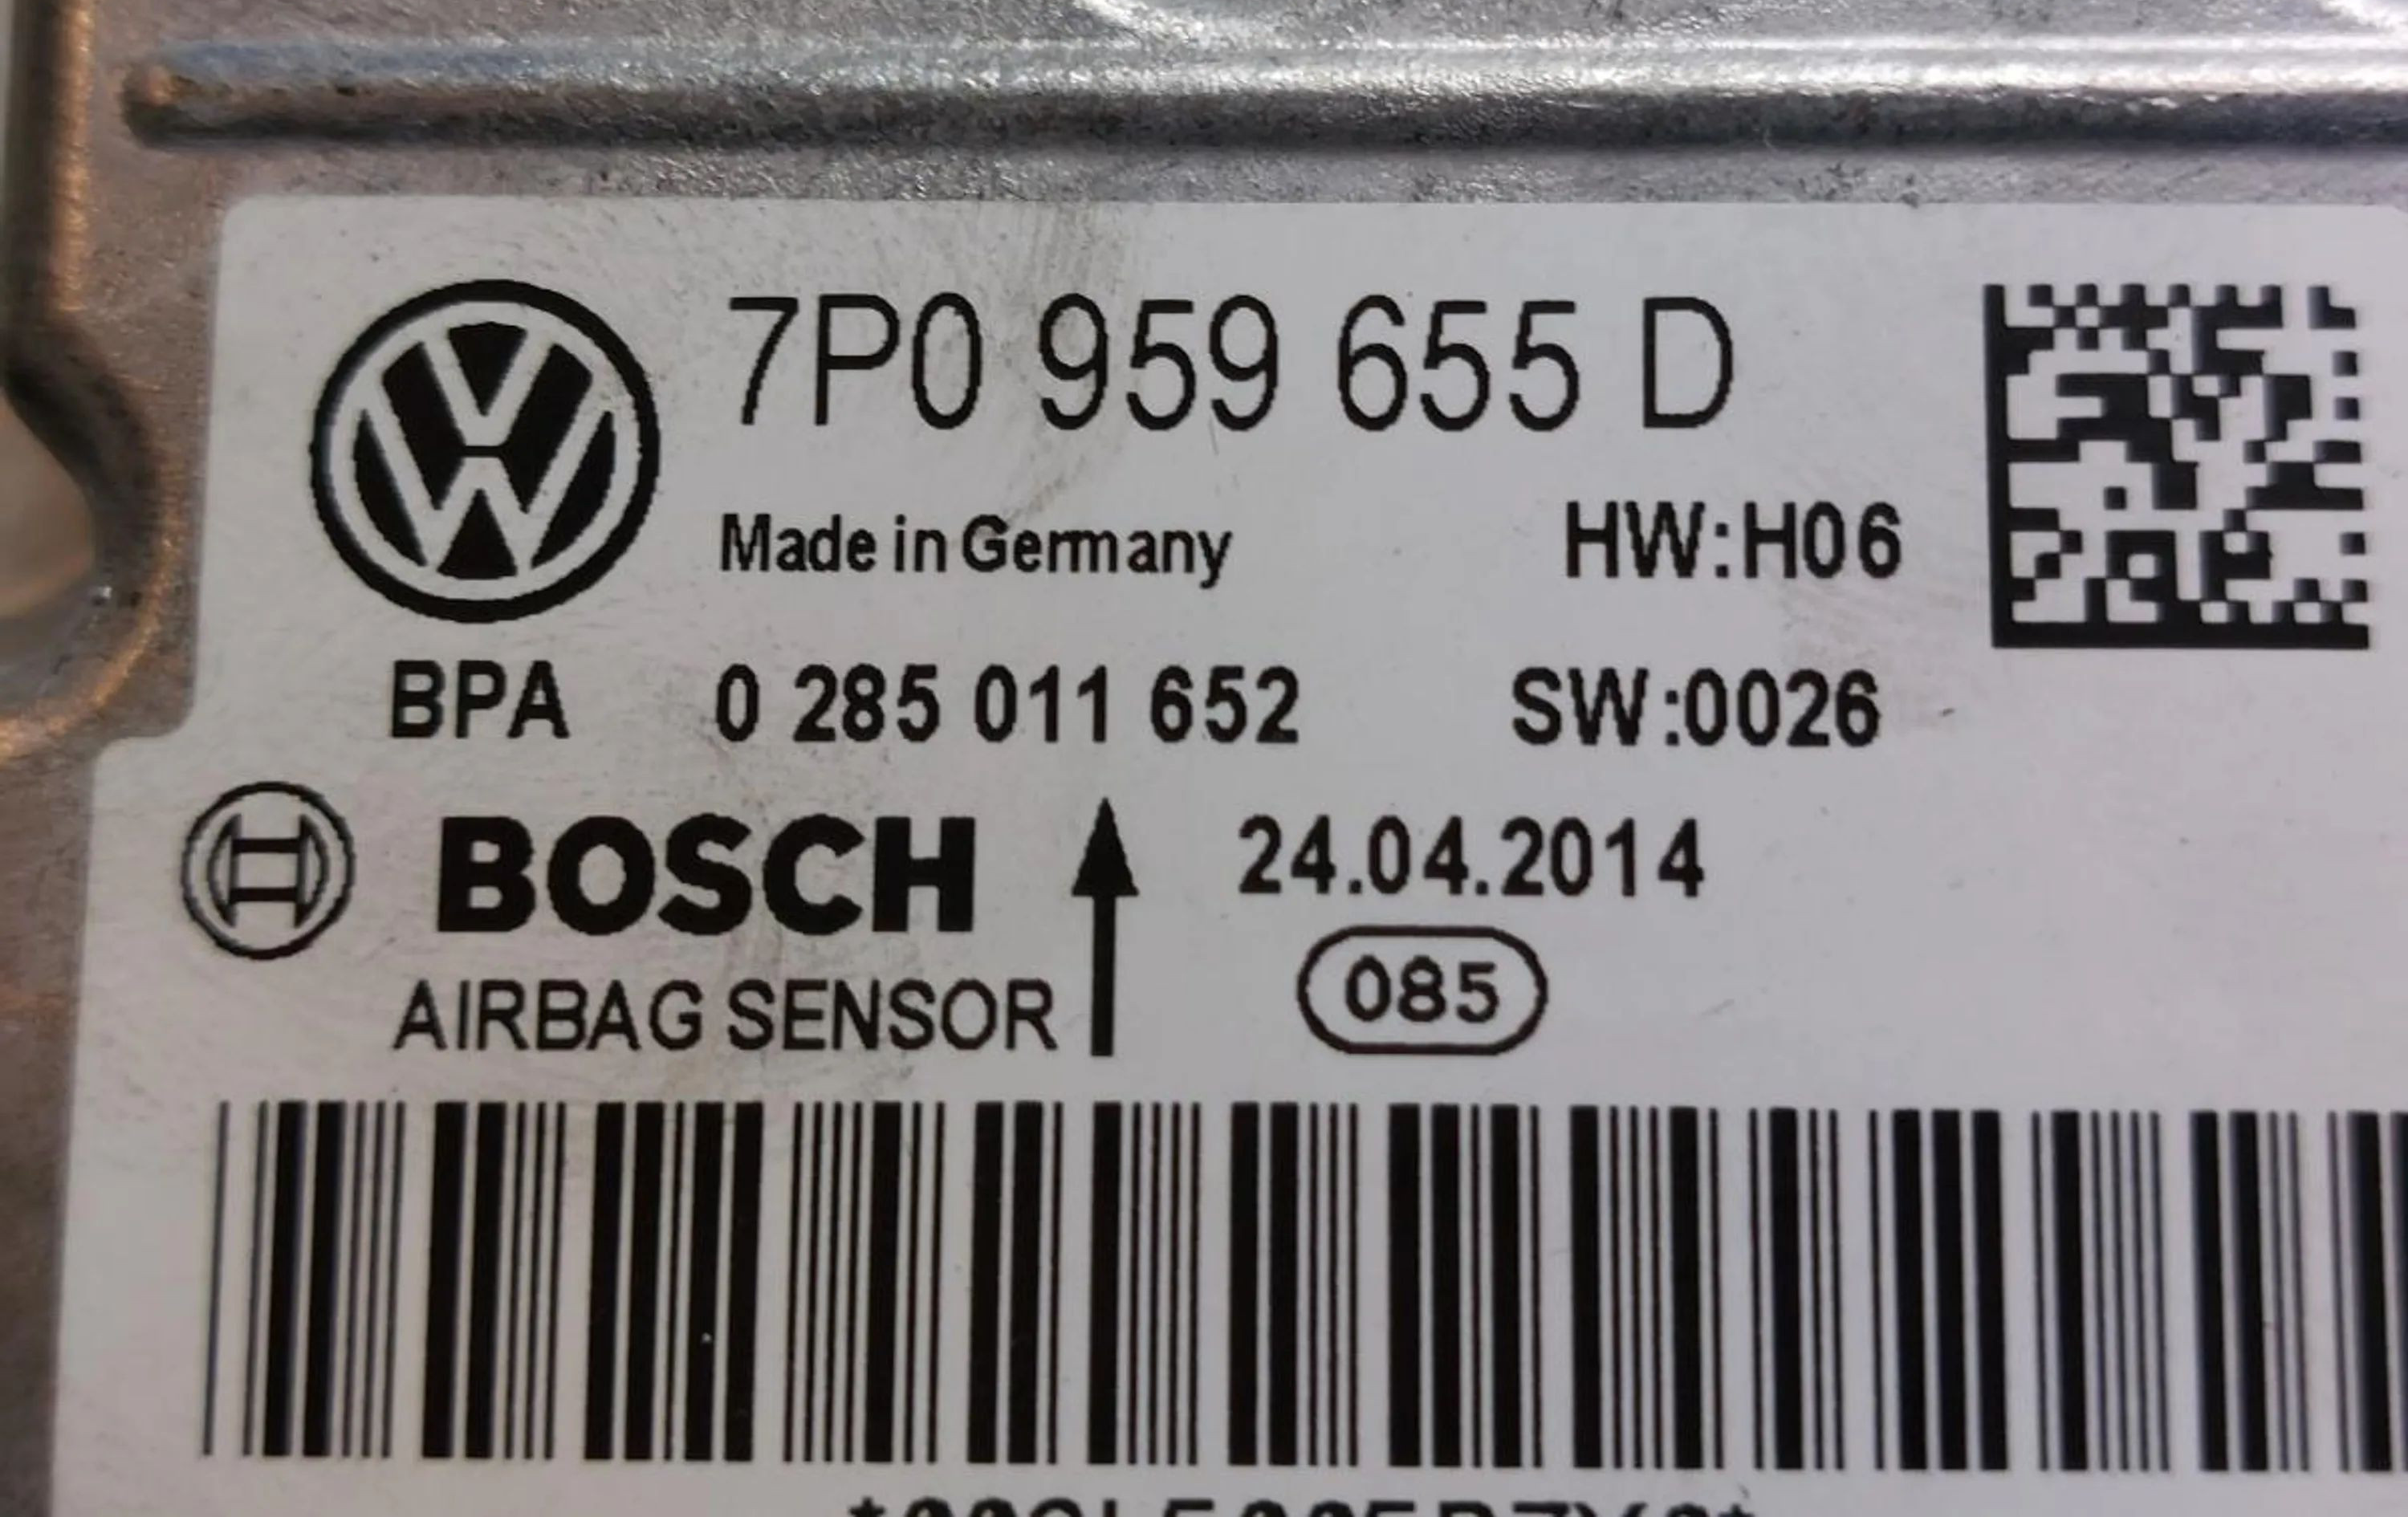 7P0 959 655 D
Made in Germany HW:H06
BPA 0 285 011 652 SW:0026
BOSCH 24.04.2014
AIRBAG SENSOR 085